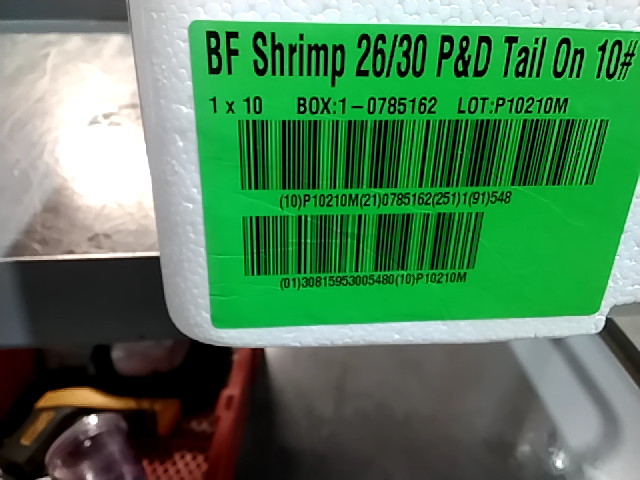 BF Shrimp 26/30 P&D Tail On 10#
1 x 10 BOX:1-0785162 LOT:P10210M
(10)P10210M(21)0785162(251)1(91)548
(01)30815953005480(10)P10210M